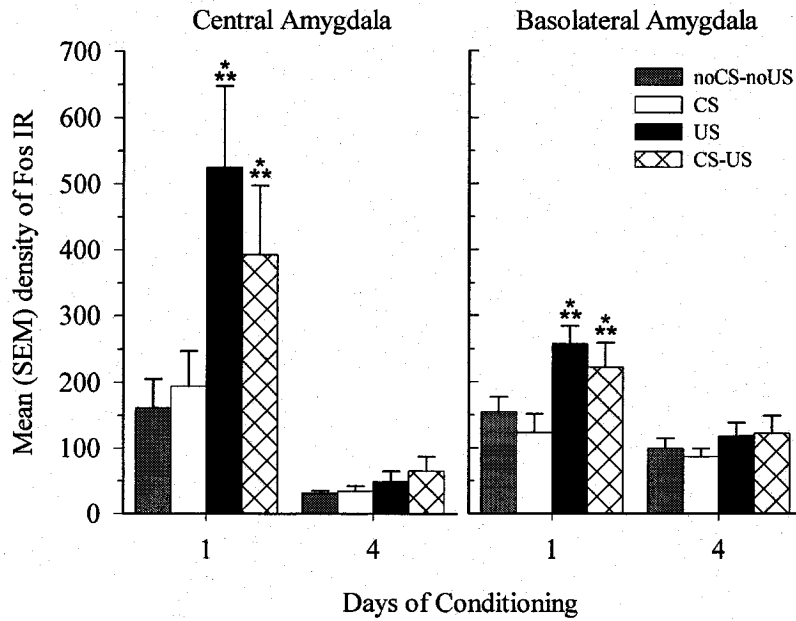 Central Amygdala
Basolateral Amygdala
Mean (SEM) density of Fos IR
700
600
500
400
300
200
100
0
* ** * **
* ** * **
noCS-noUS
CS
US
CS-US
1 4 1 4
Days of Conditioning